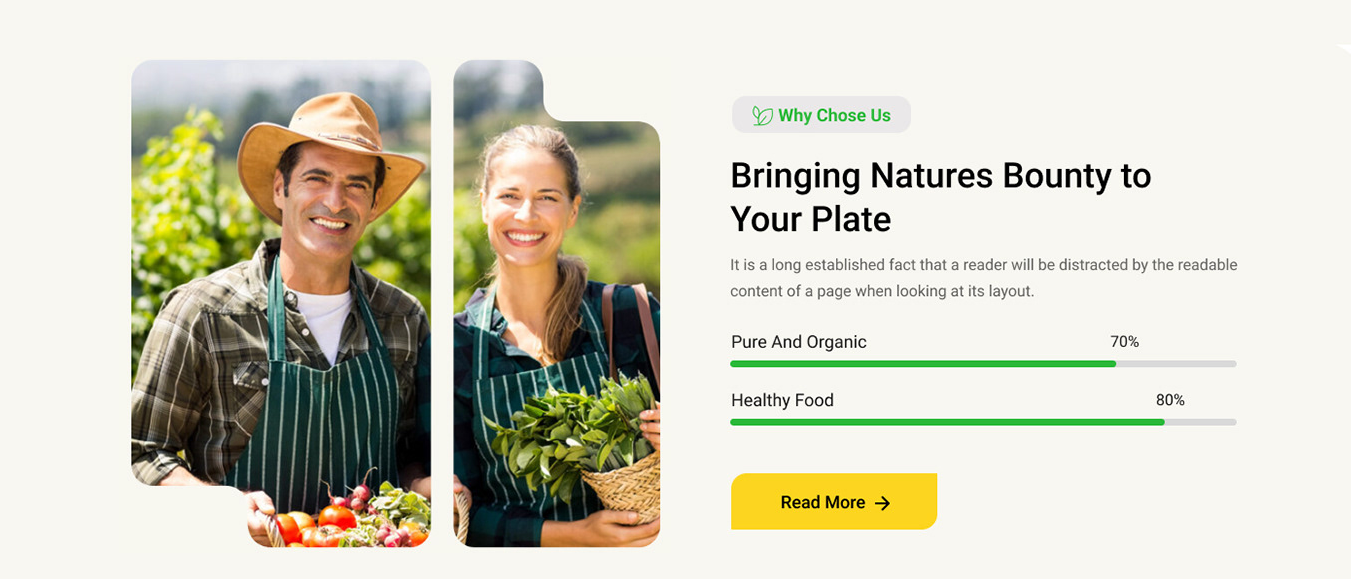 Why Chose Us
Bringing Natures Bounty to
Your Plate
It is a long established fact that a reader will be distracted by the readable
content of a page when looking at its layout.
Pure And Organic 70%
Healthy Food 80%
Read More →